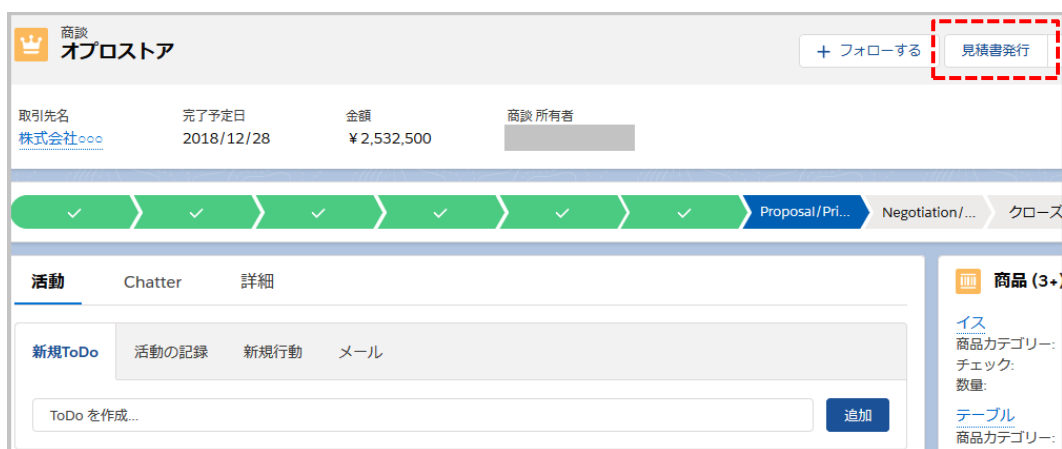 商談
オプロストア
+ フォローする
見積書発行
取引先名
完了予定日
金額
商談 所有者
株式会社○○○
2018/12/28
¥2,532,500
Proposal/Pri...
Negotiation/...
クローズ
活動
Chatter
詳細
新規ToDo
活動の記録
新規行動
メール
ToDo を作成...
追加
商品 (3+)
イス
商品カテゴリー:
チェック:
数量:
テーブル
商品カテゴリー: